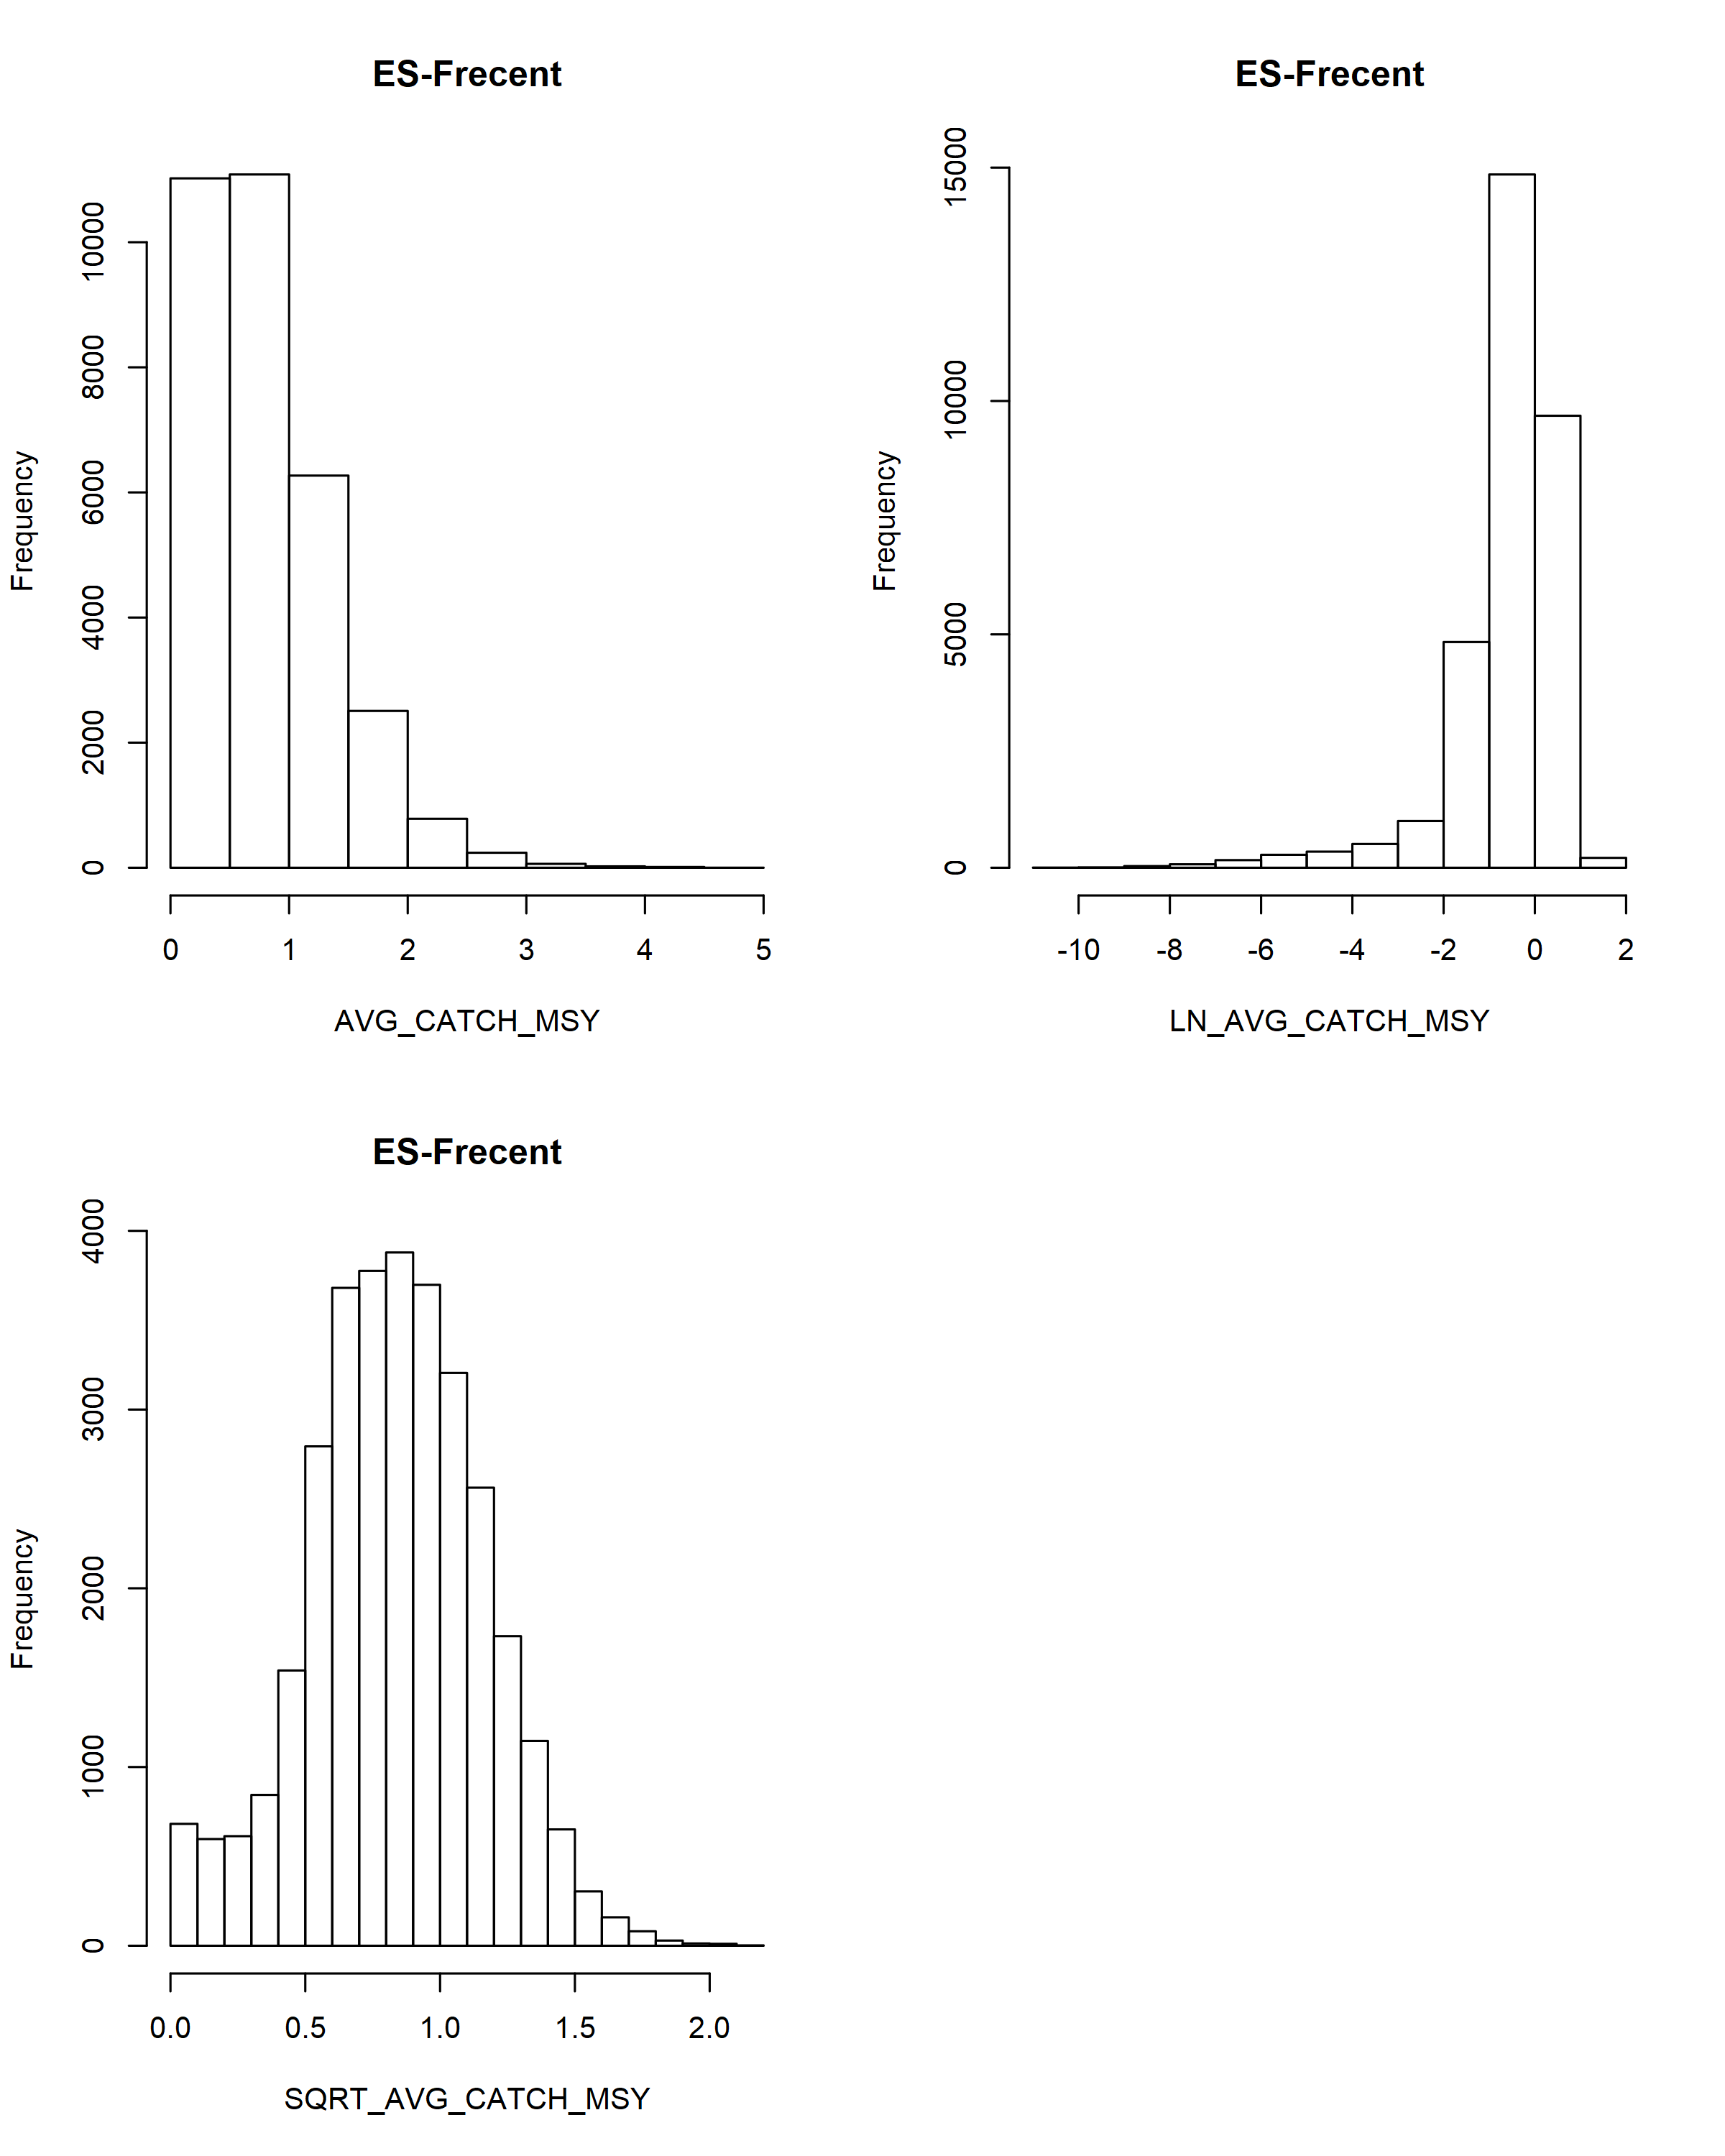 ES-Frecent
Frequency
0 2000 4000 6000 8000 10000
0 1 2 3 4 5
AVG_CATCH_MSY
ES-Frecent
Frequency
0 5000 10000 15000
-10 -8 -6 -4 -2 0 2
LN_AVG_CATCH_MSY
ES-Frecent
Frequency
0 1000 2000 3000 4000
0.0 0.5 1.0 1.5 2.0
SQRT_AVG_CATCH_MSY